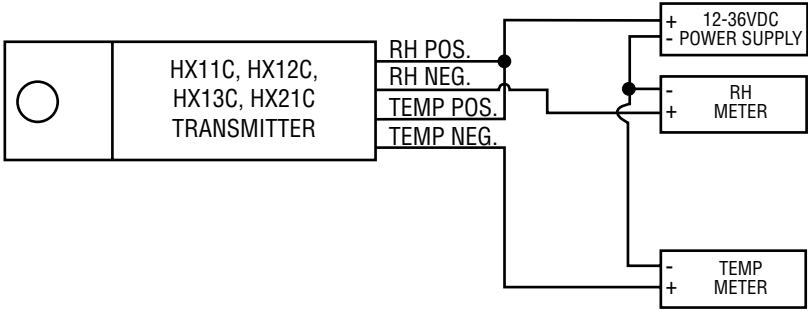 HX11C, HX12C,
HX13C, HX21C
TRANSMITTER
RH POS.
RH NEG.
TEMP POS.
TEMP NEG.
+ 12-36VDC
- POWER SUPPLY
- RH
+ METER
- TEMP
+ METER